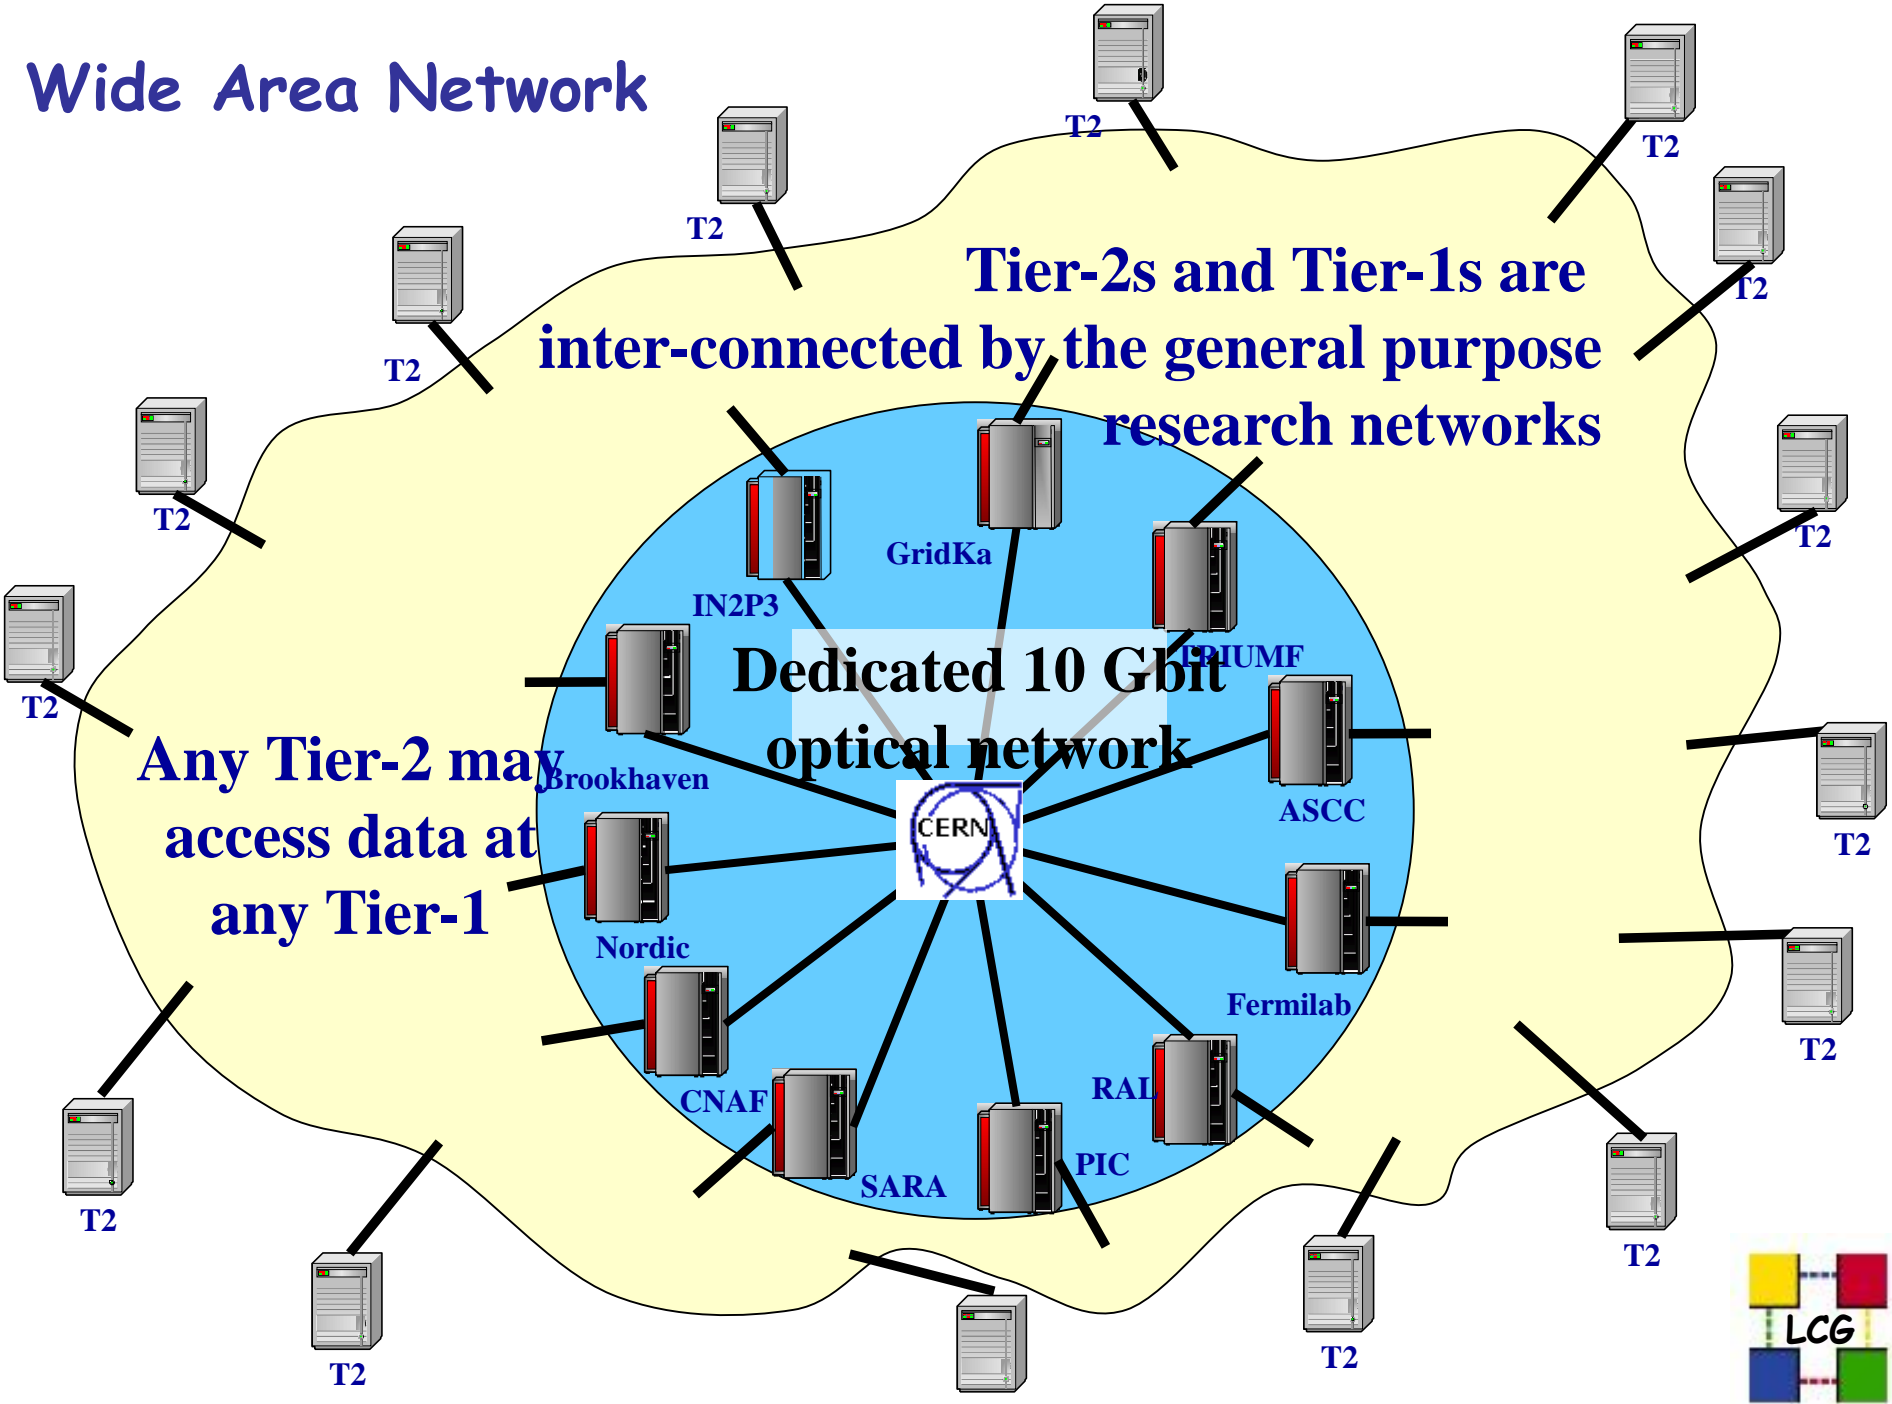 Wide Area Network
T2
T2
T2
T2
T2
T2
Tier-2s and Tier-1s are
inter-connected by the general purpose
research networks
T2
T2
T2
GridKa
IN2P3
TRIUMF
Dedicated 10 Gbit
optical network
T2
Any Tier-2 may
access data at
any Tier-1
Brookhaven
ASCC
CERN
T2
Nordic
Fermilab
T2
CNAF
RAL
PIC
SARA
T2
T2
T2
T2
LCG